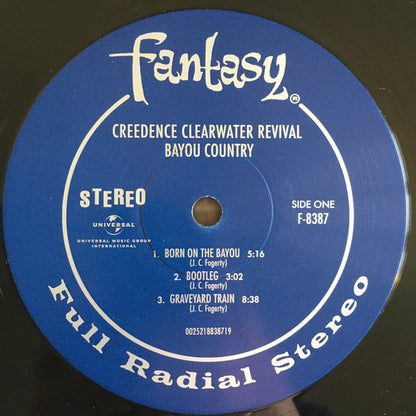 fantasy®
CREEDENCE CLEARWATER REVIVAL
BAYOU COUNTRY
STEREO
UNIVERSAL
UNIVERSAL MUSIC GROUP
INTERNATIONAL
SIDE ONE
F-8387
1. BORN ON THE BAYOU 5:16
(J. C. Fogerty)
2. BOOTLEG 3:02
(J. C. Fogerty)
3. GRAVEYARD TRAIN 8:38
(J. C. Fogerty)
0025218838719
Full Radial Stereo